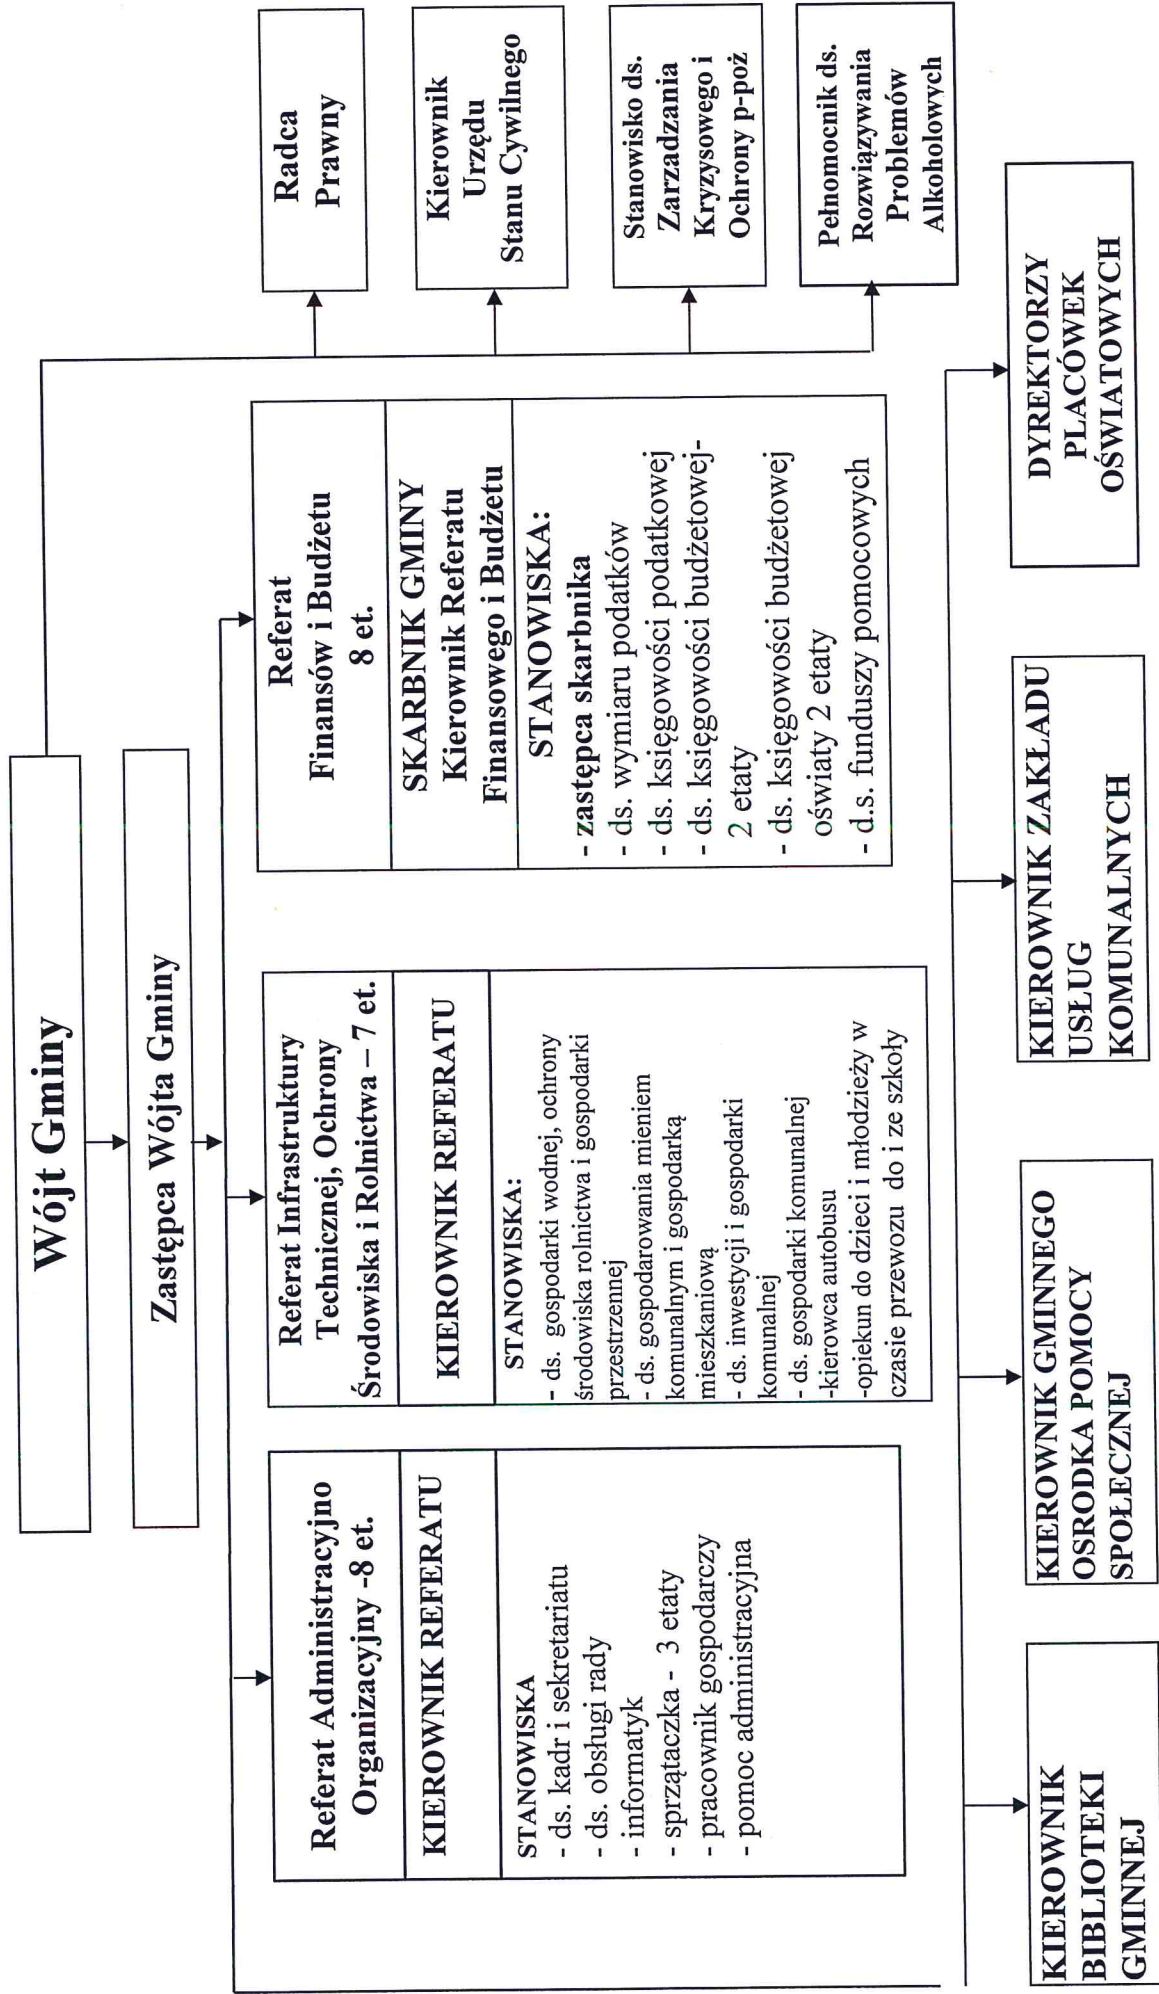 Wójt Gminy
Zastępca Wójta Gminy
Referat Administracyjno
Organizacyjny -8 et.
KIEROWNIK REFERATU
STANOWISKA
- ds. kadr i sekretariatu
- ds. obsługi rady
- informatyk
- sprzątaczka - 3 etaty
- pracownik gospodarczy
- pomoc administracyjna
Referat Infrastruktury
Technicznej, Ochrony
Środowiska i Rolnictwa – 7 et.
KIEROWNIK REFERATU
STANOWISKA:
- ds. gospodarki wodnej, ochrony
środowiska rolnictwa i gospodarki
przestrzennej
- ds. gospodarowania mieniem
komunalnym i gospodarką
mieszkaniową
- ds. inwestycji i gospodarki
komunalnej
- ds. gospodarki komunalnej
-kierowca autobusu
-opiekun do dzieci i młodzieży w
czasie przewozu do i ze szkoły
Referat
Finansów i Budżetu
8 et.
SKARBNIK GMINY
Kierownik Referatu
Finansowego i Budżetu
STANOWISKA:
- zastępca skarbnika
- ds. wymiaru podatków
- ds. księgowości podatkowej
- ds. księgowości budżetowej-
2 etaty
- ds. księgowości budżetowej
oświaty 2 etaty
- d.s. funduszy pomocowych
Radca
Prawny
Kierownik
Urzędu
Stanu Cywilnego
Stanowisko ds.
Zarzadzania
Kryzysowego i
Ochrony p-poż
Pełnomocnik ds.
Rozwiązywania
Problemów
Alkoholowych
KIEROWNIK
BIBLIOTEKI
GMINNEJ
KIEROWNIK GMINNEGO
OSRODKA POMOCY
SPOŁECZNEJ
KIEROWNIK ZAKŁADU
USŁUG
KOMUNALNYCH
DYREKTORZY
PLACÓWEK
OŚWIATOWYCH